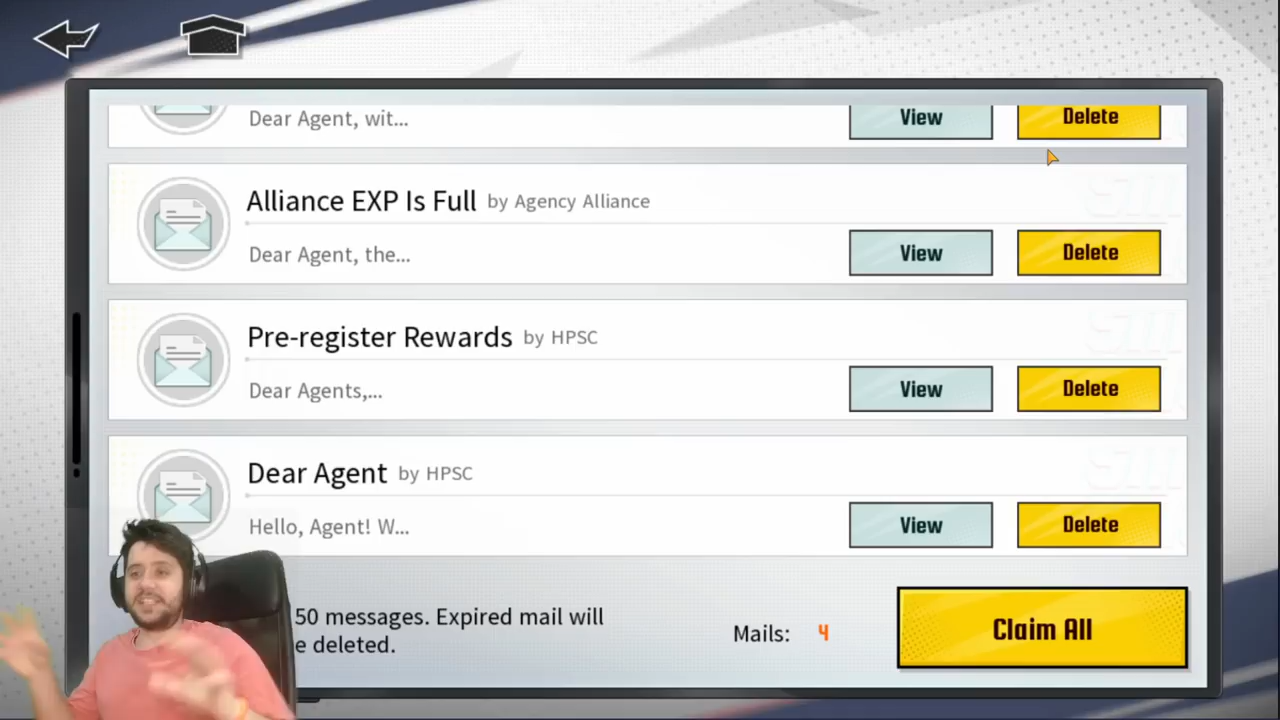 Dear Agent, wit...
View
Delete
Alliance EXP Is Full by Agency Alliance
Dear Agent, the...
View
Delete
Pre-register Rewards by HPSC
Dear Agents,...
View
Delete
Dear Agent by HPSC
Hello, Agent! W...
View
Delete
50 messages. Expired mail will
e deleted.
Mails: 4
Claim All